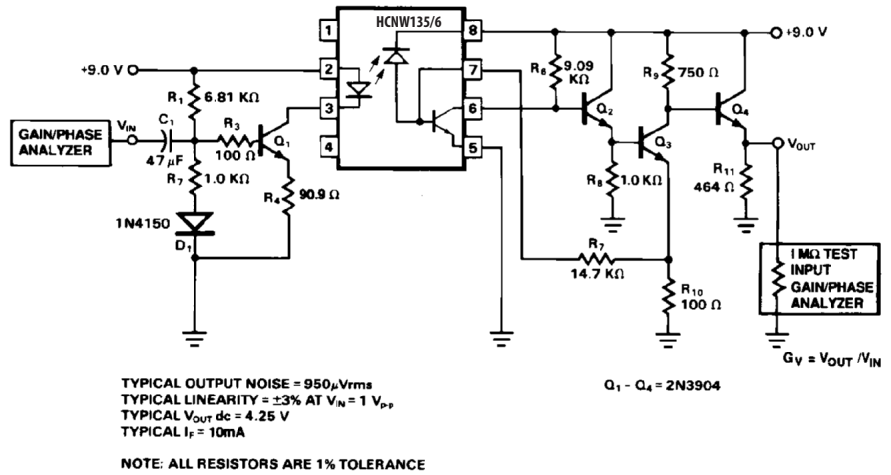 HCNW135/6
1
2
3
4
8
7
6
5
+9.0 V
+9.0 V
R1
6.81 KΩ
GAIN/PHASE
ANALYZER
VIN
C1
47 µF
R3
100 Ω
Q1
R7
1.0 KΩ
R4
90.9 Ω
1N4150
D1
R6
9.09
KΩ
Q2
R9
750 Ω
Q4
Q3
R8
1.0 KΩ
VOUT
R11
464 Ω
R7
14.7 KΩ
R10
100 Ω
1 MΩ TEST
INPUT
GAIN/PHASE
ANALYZER
GV = VOUT /VIN
TYPICAL OUTPUT NOISE = 950µVrms
TYPICAL LINEARITY = ±3% AT VIN = 1 VP-P
TYPICAL VOUT dc = 4.25 V
TYPICAL IF = 10mA
Q1 - Q4 = 2N3904
NOTE: ALL RESISTORS ARE 1% TOLERANCE